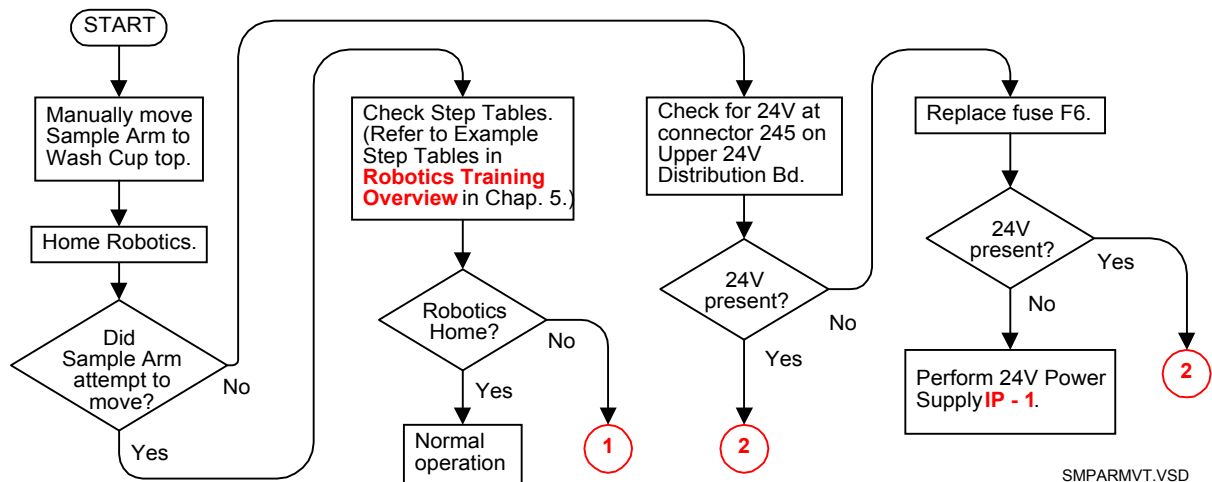 START
Manually move
Sample Arm to
Wash Cup top.
Home Robotics.
Did
Sample Arm
attempt to
move?
No
Yes
Check Step Tables.
(Refer to Example
Step Tables in
Robotics Training
Overview in Chap. 5.)
Robotics
Home?
No
Yes
Normal
operation
1
Check for 24V at
connector 245 on
Upper 24V
Distribution Bd.
24V
present?
No
Yes
2
Replace fuse F6.
24V
present?
Yes
No
Perform 24V Power
Supply IP - 1.
2
SMPARMVT.VSD